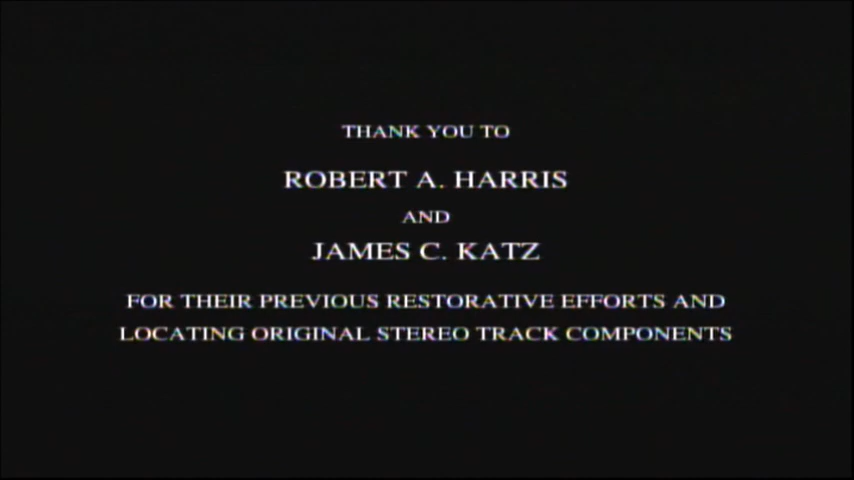 THANK YOU TO
ROBERT A. HARRIS
AND
JAMES C. KATZ
FOR THEIR PREVIOUS RESTORATIVE EFFORTS AND
LOCATING ORIGINAL STEREO TRACK COMPONENTS